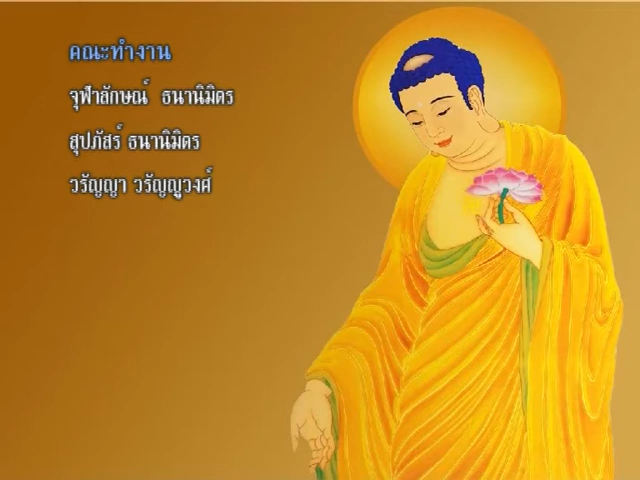 คณะทำงาน
จุฬาลักษณ์ ธนานิมิตร
สุปภัสร์ ธนานิมิตร
วรัญญา วรัญญูวงศ์